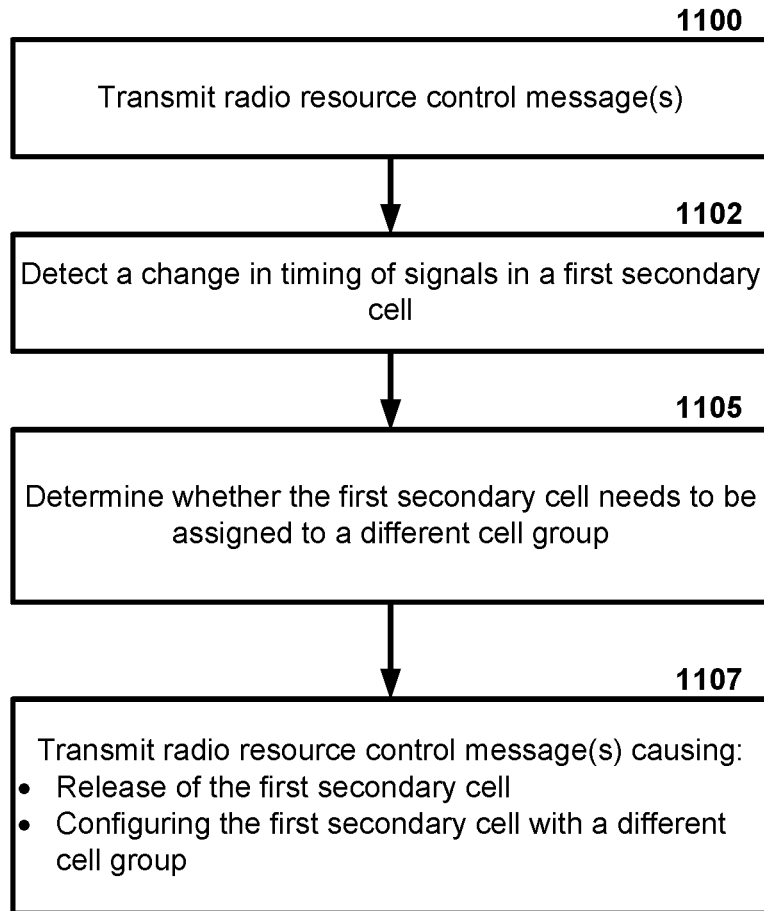 1100
Transmit radio resource control message(s)
1102
Detect a change in timing of signals in a first secondary
cell
1105
Determine whether the first secondary cell needs to be
assigned to a different cell group
1107
Transmit radio resource control message(s) causing:
• Release of the first secondary cell
• Configuring the first secondary cell with a different
cell group